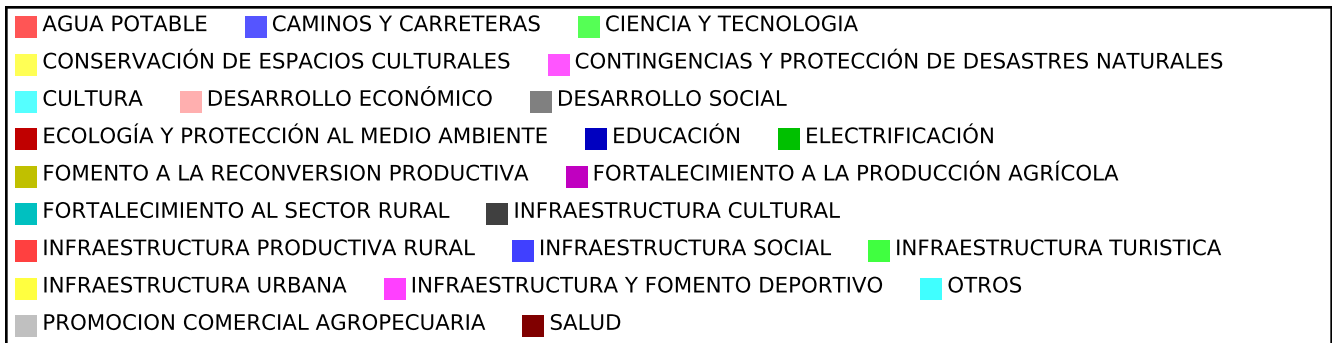 AGUA POTABLE CAMINOS Y CARRETERAS CIENCIA Y TECNOLOGIA
CONSERVACIÓN DE ESPACIOS CULTURALES CONTINGENCIAS Y PROTECCIÓN DE DESASTRES NATURALES
CULTURA DESARROLLO ECONÓMICO DESARROLLO SOCIAL
ECOLOGÍA Y PROTECCIÓN AL MEDIO AMBIENTE EDUCACIÓN ELECTRIFICACIÓN
FOMENTO A LA RECONVERSION PRODUCTIVA FORTALECIMIENTO A LA PRODUCCIÓN AGRÍCOLA
FORTALECIMIENTO AL SECTOR RURAL INFRAESTRUCTURA CULTURAL
INFRAESTRUCTURA PRODUCTIVA RURAL INFRAESTRUCTURA SOCIAL INFRAESTRUCTURA TURISTICA
INFRAESTRUCTURA URBANA INFRAESTRUCTURA Y FOMENTO DEPORTIVO OTROS
PROMOCION COMERCIAL AGROPECUARIA SALUD